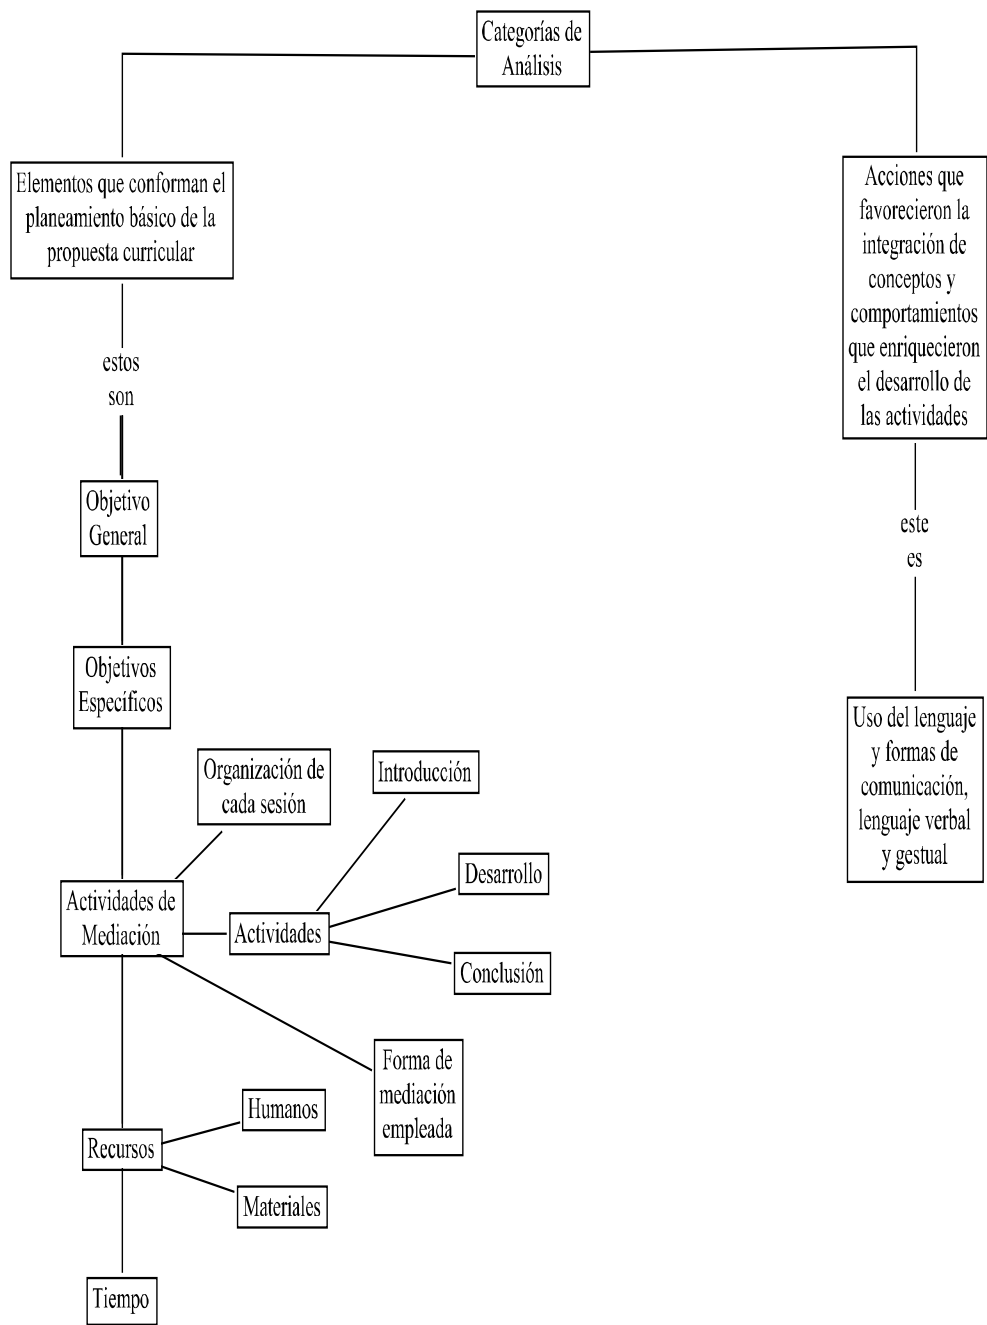 Categorías de
Análisis
Elementos que conforman el
planeamiento básico de la
propuesta curricular
estos
son
Objetivo
General
Objetivos
Específicos
Organización de
cada sesión
Introducción
Desarrollo
Actividades de
Mediación
Actividades
Conclusión
Forma de
mediación
empleada
Humanos
Recursos
Materiales
Tiempo
Acciones que
favorecieron la
integración de
conceptos y
comportamientos
que enriquecieron
el desarrollo de
las actividades
este
es
Uso del lenguaje
y formas de
comunicación,
lenguaje verbal
y gestual